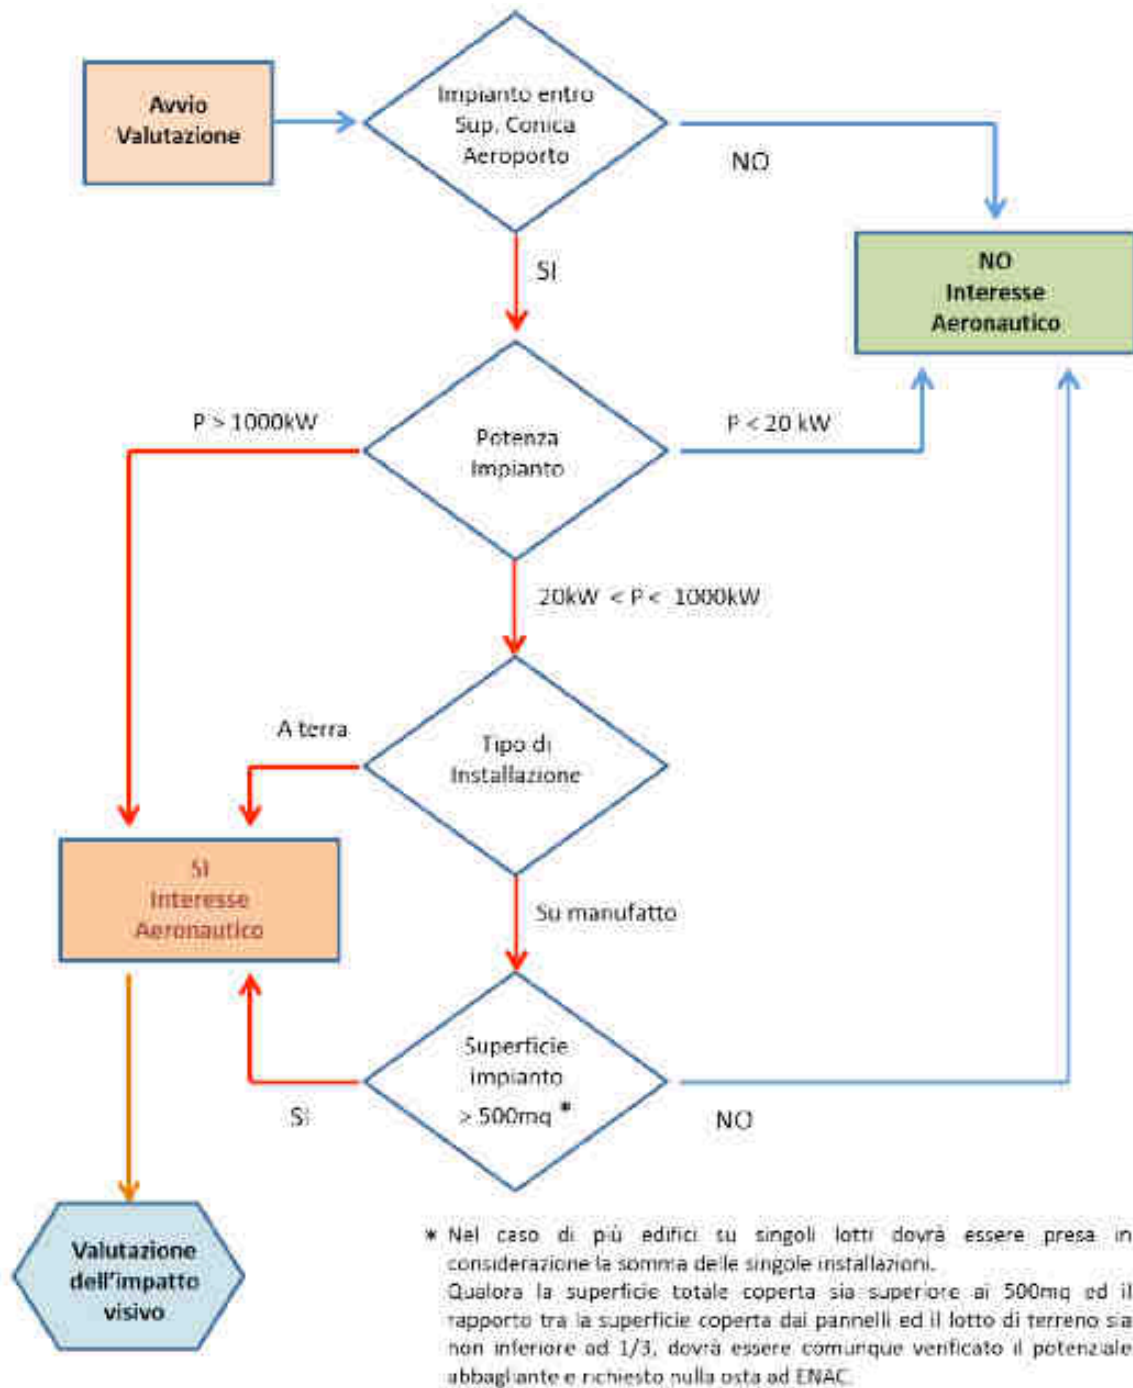 Avvio
Valutazione
Impianto entro
Sup. Conica
Aeroporto
NO
SI
NO
Interesse
Aeronautico
P > 1000kW
Potenza
Impianto
P < 20 kW
20kW < P < 1000kW
A terra
Tipo di
Installazione
SI
Interesse
Aeronautico
Su manufatto
Superficie
impianto
> 500mq *
SI
NO
Valutazione
dell'impatto
visivo
* Nel caso di più edifici su singoli lotti dovrà essere presa in
considerazione la somma delle singole installazioni.
Qualora la superficie totale coperta sia superiore ai 500mq ed il
rapporto tra la superficie coperta dai pannelli ed il lotto di terreno sia
non inferiore ad 1/3, dovrà essere comunque verificato il potenziale
abbagliante e richiesto nulla osta ad ENAC.